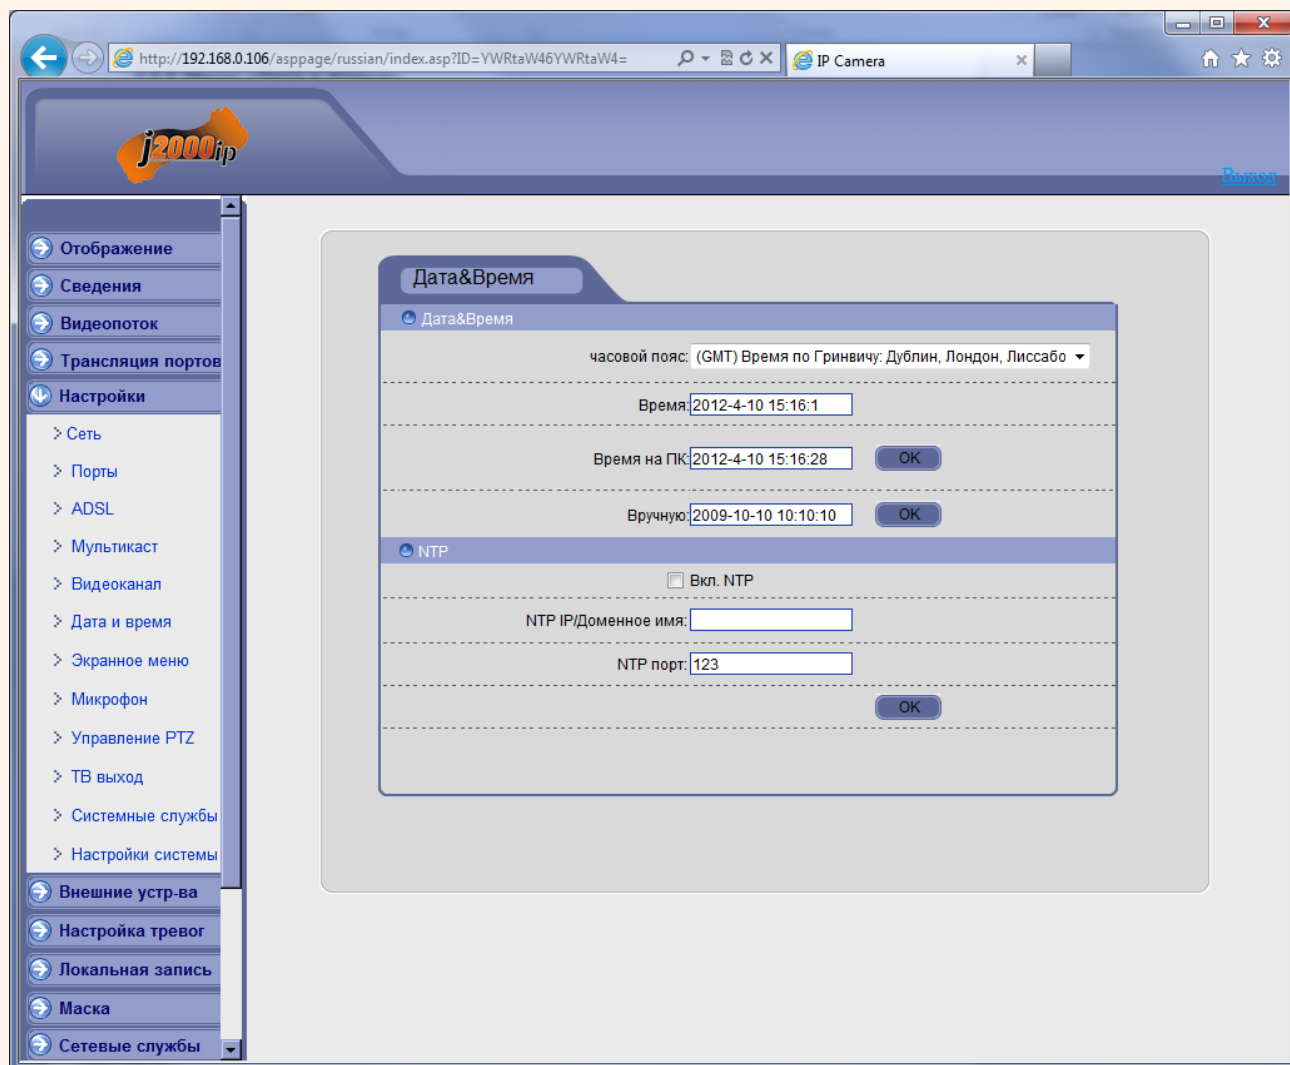 http://192.168.0.106/asppage/russian/index.asp?ID=YWRtaW46YWRtaW4=
IP Camera
j2000ip
Выход
Отображение
Сведения
Видеопоток
Трансляция портов
Настройки
Сеть
Порты
ADSL
Мультикаст
Видеоканал
Дата и время
Экранное меню
Микрофон
Управление PTZ
ТВ выход
Системные службы
Настройки системы
Внешние устр-ва
Настройка тревог
Локальная запись
Маска
Сетевые службы
Дата&Время
Дата&Время
часовой пояс: (GMT) Время по Гринвичу: Дублин, Лондон, Лиссабо
Время: 2012-4-10 15:16:1
Время на ПК: 2012-4-10 15:16:28 OK
Вручную: 2009-10-10 10:10:10 OK
NTP
Вкл. NTP
NTP IP/Доменное имя:
NTP порт: 123
OK